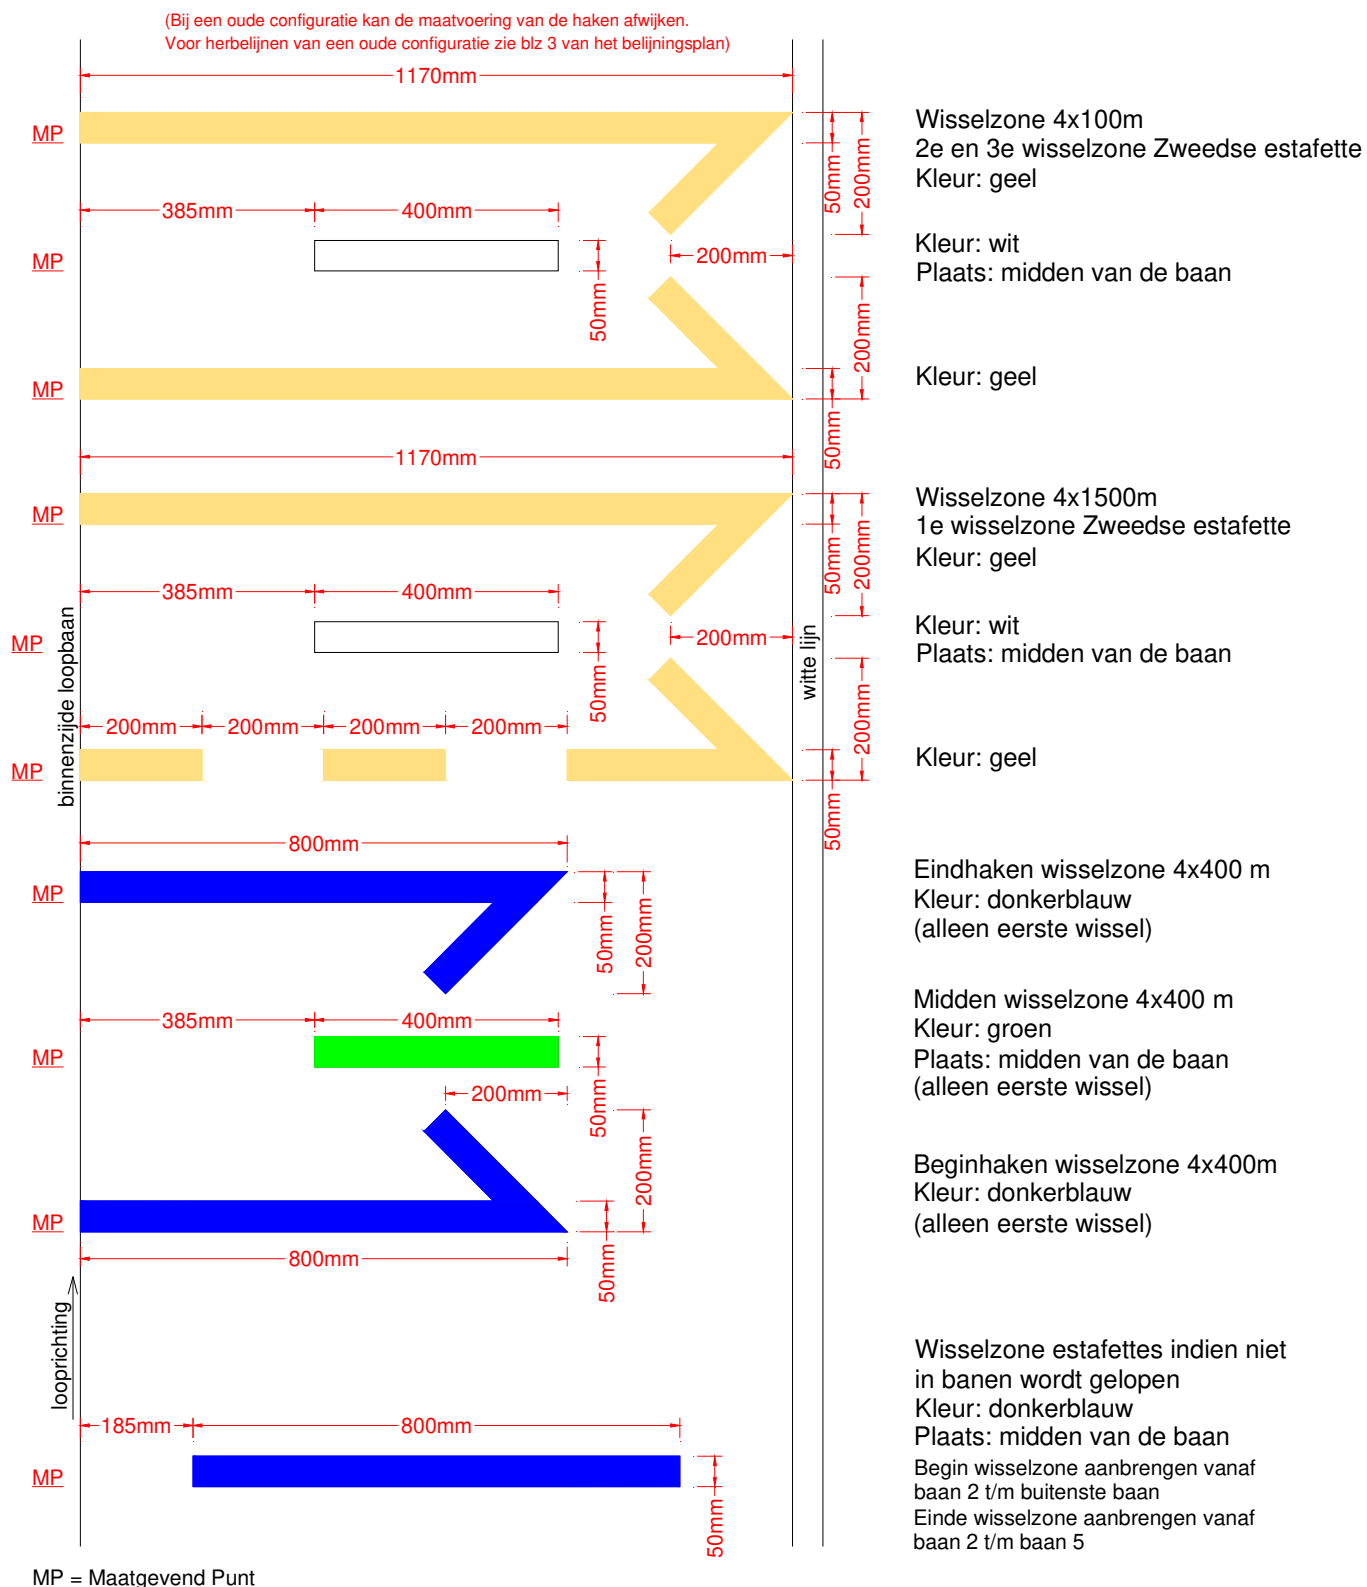 (Bij een oude configuratie kan de maatvoering van de haken afwijken.
Voor herbelijnen van een oude configuratie zie blz 3 van het belijningsplan)
1170mm
MP
Wisselzone 4x100m
2e en 3e wisselzone Zweedse estafette
Kleur: geel
50mm
200mm
385mm
400mm
MP
50mm
200mm
Kleur: wit
Plaats: midden van de baan
MP
200mm
50mm
Kleur: geel
1170mm
MP
Wisselzone 4x1500m
1e wisselzone Zweedse estafette
Kleur: geel
50mm
200mm
385mm
400mm
MP
50mm
200mm
Kleur: wit
Plaats: midden van de baan
binnenzijde loopbaan
witte lijn
200mm
200mm
200mm
200mm
MP
200mm
50mm
Kleur: geel
800mm
MP
50mm
200mm
Eindhaken wisselzone 4x400 m
Kleur: donkerblauw
(alleen eerste wissel)
385mm
400mm
MP
50mm
Midden wisselzone 4x400 m
Kleur: groen
Plaats: midden van de baan
(alleen eerste wissel)
200mm
200mm
MP
50mm
800mm
Beginhaken wisselzone 4x400m
Kleur: donkerblauw
(alleen eerste wissel)
looprichting
185mm
800mm
MP
50mm
Wisselzone estafettes indien niet
in banen wordt gelopen
Kleur: donkerblauw
Plaats: midden van de baan
Begin wisselzone aanbrengen vanaf
baan 2 t/m buitenste baan
Einde wisselzone aanbrengen vanaf
baan 2 t/m baan 5
MP = Maatgevend Punt